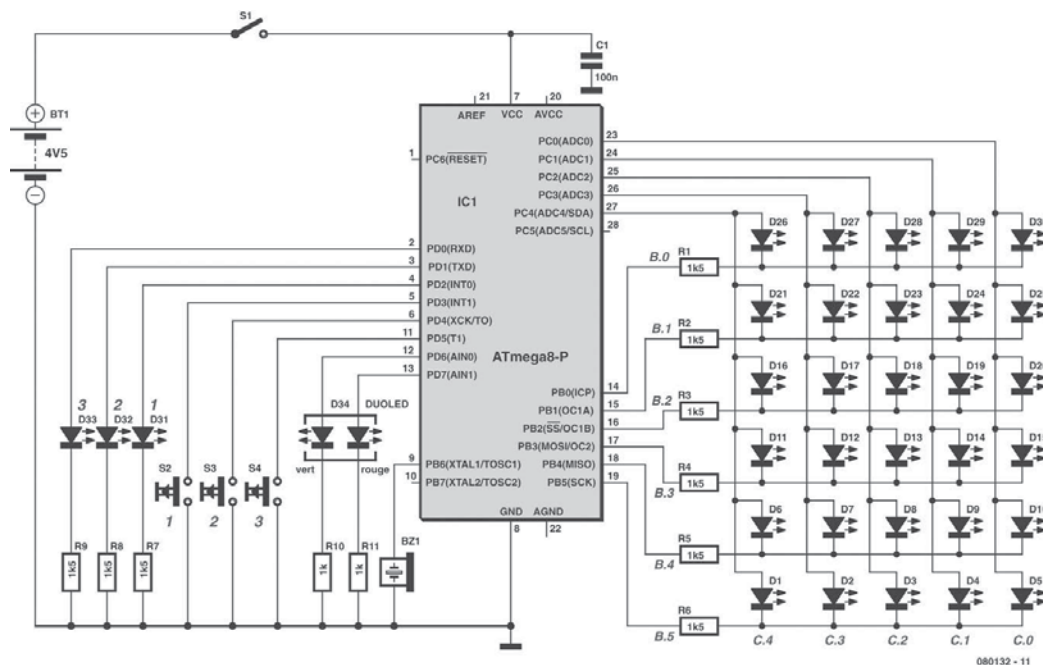 S1
C1
100n
BT1
4V5
21
7
20
AREF
VCC
AVCC
1
PC6(RESET)
IC1
ATmega8-P
PC0(ADC0)
23
PC1(ADC1)
24
PC2(ADC2)
25
PC3(ADC3)
26
PC4(ADC4/SDA)
27
PC5(ADC5/SCL)
28
2
PD0(RXD)
3
PD1(TXD)
4
PD2(INT0)
5
PD3(INT1)
6
PD4(XCK/TO)
11
PD5(T1)
12
PD6(AIN0)
13
PD7(AIN1)
PB0(ICP)
14
PB1(OC1A)
15
PB2(SS/OC1B)
16
PB3(MOSI/OC2)
17
PB4(MISO)
18
PB5(SCK)
19
9
PB6(XTAL1/TOSC1)
10
PB7(XTAL2/TOSC2)
GND
AGND
8
22
3
2
1
D33
D32
D31
D34
DUOLED
vert
rouge
S2
S3
S4
1
2
3
R9
1k5
R8
1k5
R7
1k5
R10
1k
R11
1k
BZ1
D26
D27
D28
D29
B.0
R1
1k5
D21
D22
D23
D24
B.1
R2
1k5
D16
D17
D18
D19
B.2
R3
1k5
D11
D12
D13
D14
B.3
R4
1k5
D6
D7
D8
D9
B.4
R5
1k5
D1
D2
D3
D4
D5
B.5
R6
1k5
C.4
C.3
C.2
C.1
C.0
080132 - 11